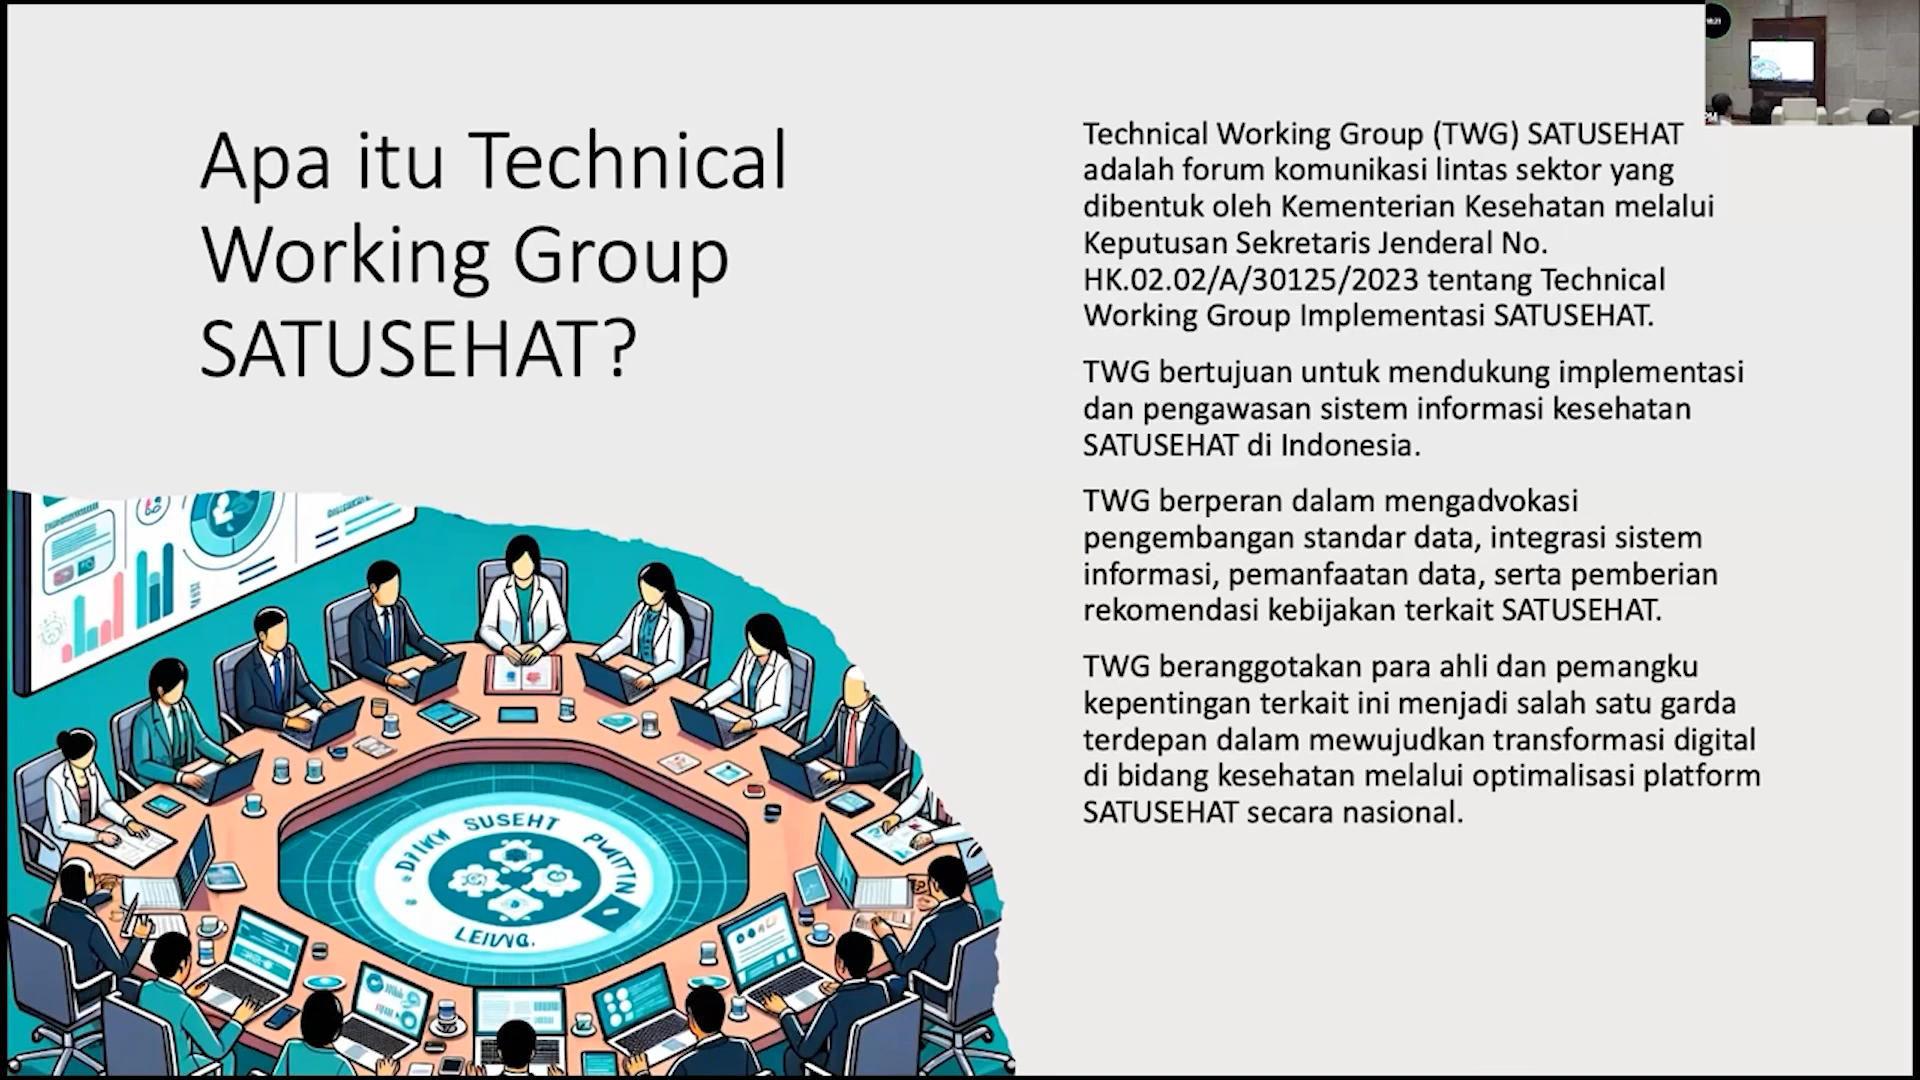 Apa itu Technical
Working Group
SATUSEHAT?
Technical Working Group (TWG) SATUSEHAT
adalah forum komunikasi lintas sektor yang
dibentuk oleh Kementerian Kesehatan melalui
Keputusan Sekretaris Jenderal No.
HK.02.02/A/30125/2023 tentang Technical
Working Group Implementasi SATUSEHAT.
TWG bertujuan untuk mendukung implementasi
dan pengawasan sistem informasi kesehatan
SATUSEHAT di Indonesia.
TWG berperan dalam mengadvokasi
pengembangan standar data, integrasi sistem
informasi, pemanfaatan data, serta pemberian
rekomendasi kebijakan terkait SATUSEHAT.
TWG beranggotakan para ahli dan pemangku
kepentingan terkait ini menjadi salah satu garda
terdepan dalam mewujudkan transformasi digital
di bidang kesehatan melalui optimalisasi platform
SATUSEHAT secara nasional.
SUSEHT